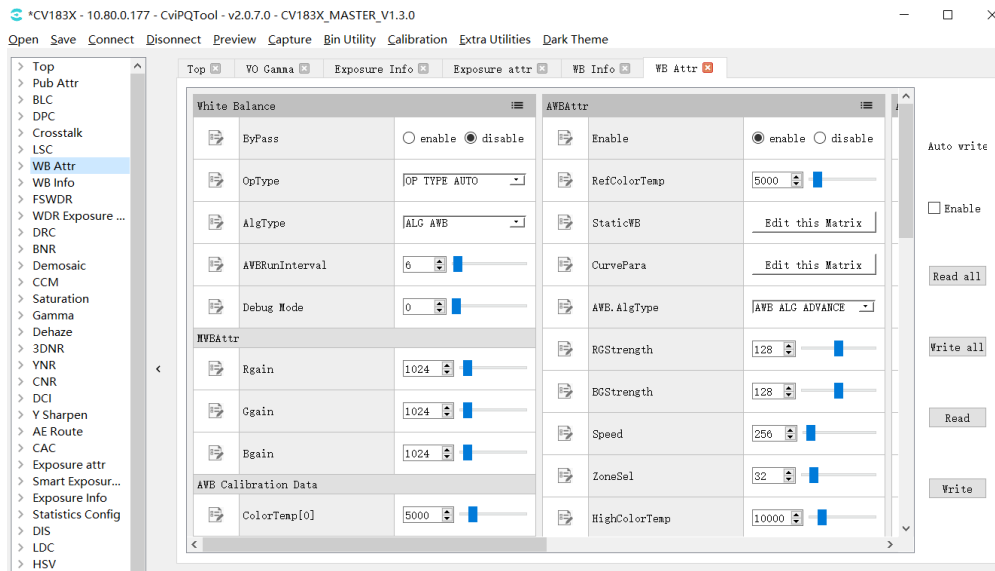 *CV183X - 10.80.0.177 - CviPQTool - v2.0.7.0 - CV183X_MASTER_V1.3.0
Open Save Connect Disonnect Preview Capture Bin Utility Calibration Extra Utilities Dark Theme
Top
Pub Attr
BLC
DPC
Crosstalk
LSC
WB Attr
WB Info
FSWDR
WDR Exposure ...
DRC
BNR
Demosaic
CCM
Saturation
Gamma
Dehaze
3DNR
YNR
CNR
DCI
Y Sharpen
AE Route
CAC
Exposure attr
Smart Exposur...
Exposure Info
Statistics Config
DIS
LDC
HSV
Top VO Gamma Exposure Info Exposure attr WB Info WB Attr
White Balance
ByPass enable disable
OpType OP TYPE AUTO
AlgType ALG AWB
AWBRunInterval 6
Debug Mode 0
MWBAttr
Rgain 1024
Ggain 1024
Bgain 1024
AWB Calibration Data
ColorTemp[0] 5000
AWBAttr
Enable enable disable
RefColorTemp 5000
StaticWB Edit this Matrix
CurvePara Edit this Matrix
AWB.AlgType AWB ALG ADVANCE
RGStrength 128
BGStrength 128
Speed 256
ZoneSel 32
HighColorTemp 10000
Auto write
Enable
Read all
Write all
Read
Write